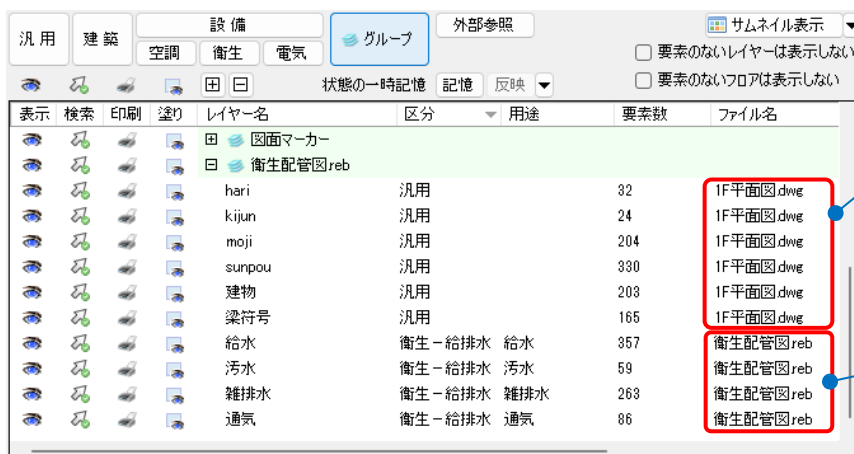 汎用 建築 設備 グループ 外部参照 サムネイル表示
空調 衛生 電気 要素のないレイヤーは表示しない
状態の一時記憶 記憶 反映 要素のないフロアは表示しない
表示 検索 印刷 塗り レイヤー名 区分 用途 要素数 ファイル名
図面マーカー
衛生配管図.reb
hari 汎用 32 1F平面図.dwg
kijun 汎用 24 1F平面図.dwg
moji 汎用 204 1F平面図.dwg
sunpou 汎用 330 1F平面図.dwg
建物 汎用 203 1F平面図.dwg
梁符号 汎用 165 1F平面図.dwg
給水 衛生-給排水 給水 357 衛生配管図.reb
汚水 衛生-給排水 汚水 59 衛生配管図.reb
雑排水 衛生-給排水 雑排水 263 衛生配管図.reb
通気 衛生-給排水 通気 86 衛生配管図.reb